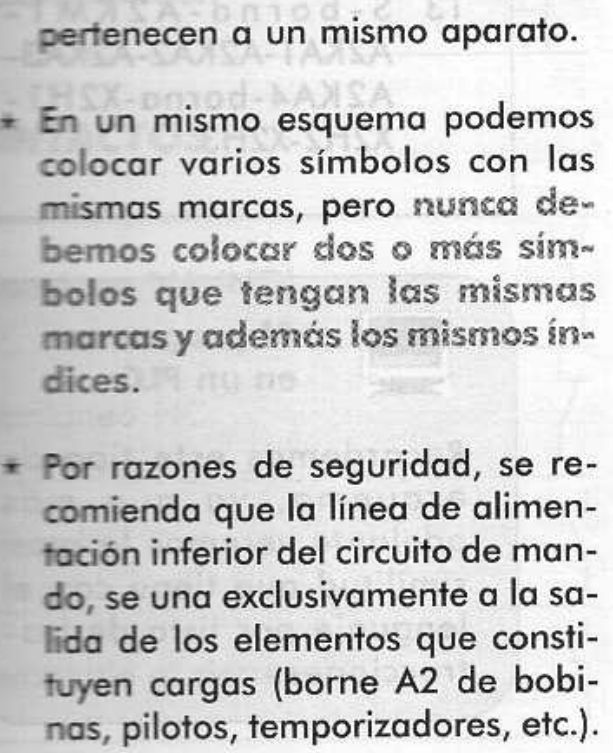 pertenecen a un mismo aparato.
* En un mismo esquema podemos
colocar varios símbolos con las
mismas marcas, pero nunca de-
bemos colocar dos o más sím-
bolos que tengan las mismas
marcas y además los mismos ín-
dices.
* Por razones de seguridad, se re-
comienda que la línea de alimen-
tación inferior del circuito de man-
do, se una exclusivamente a la sa-
lida de los elementos que consti-
tuyen cargas (borne A2 de bobi-
nas, pilotos, temporizadores, etc.).